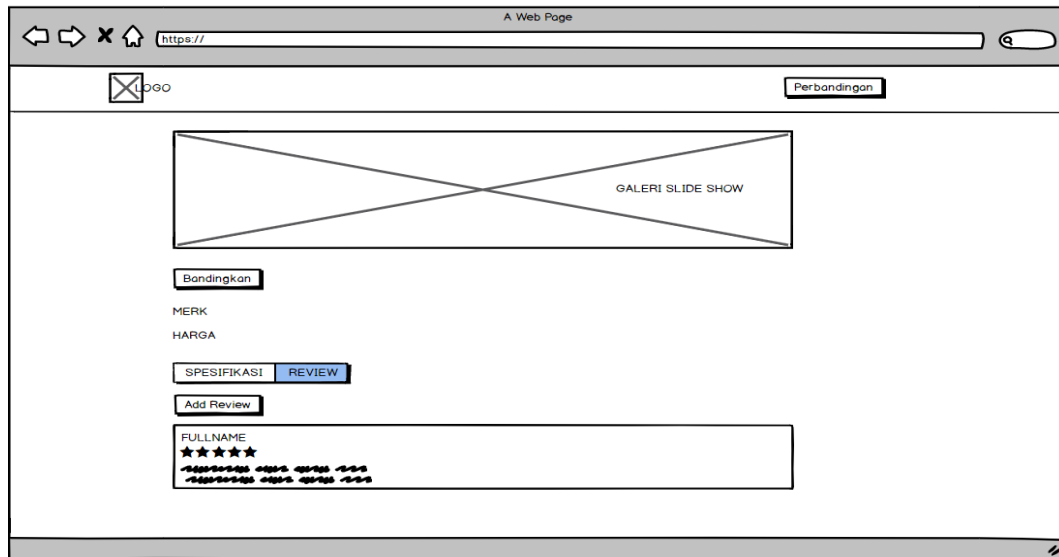 A Web Page
https://
LOGO
Perbandingan
GALERI SLIDE SHOW
Bandingkan
MERK
HARGA
SPESIFIKASI REVIEW
Add Review
FULLNAME